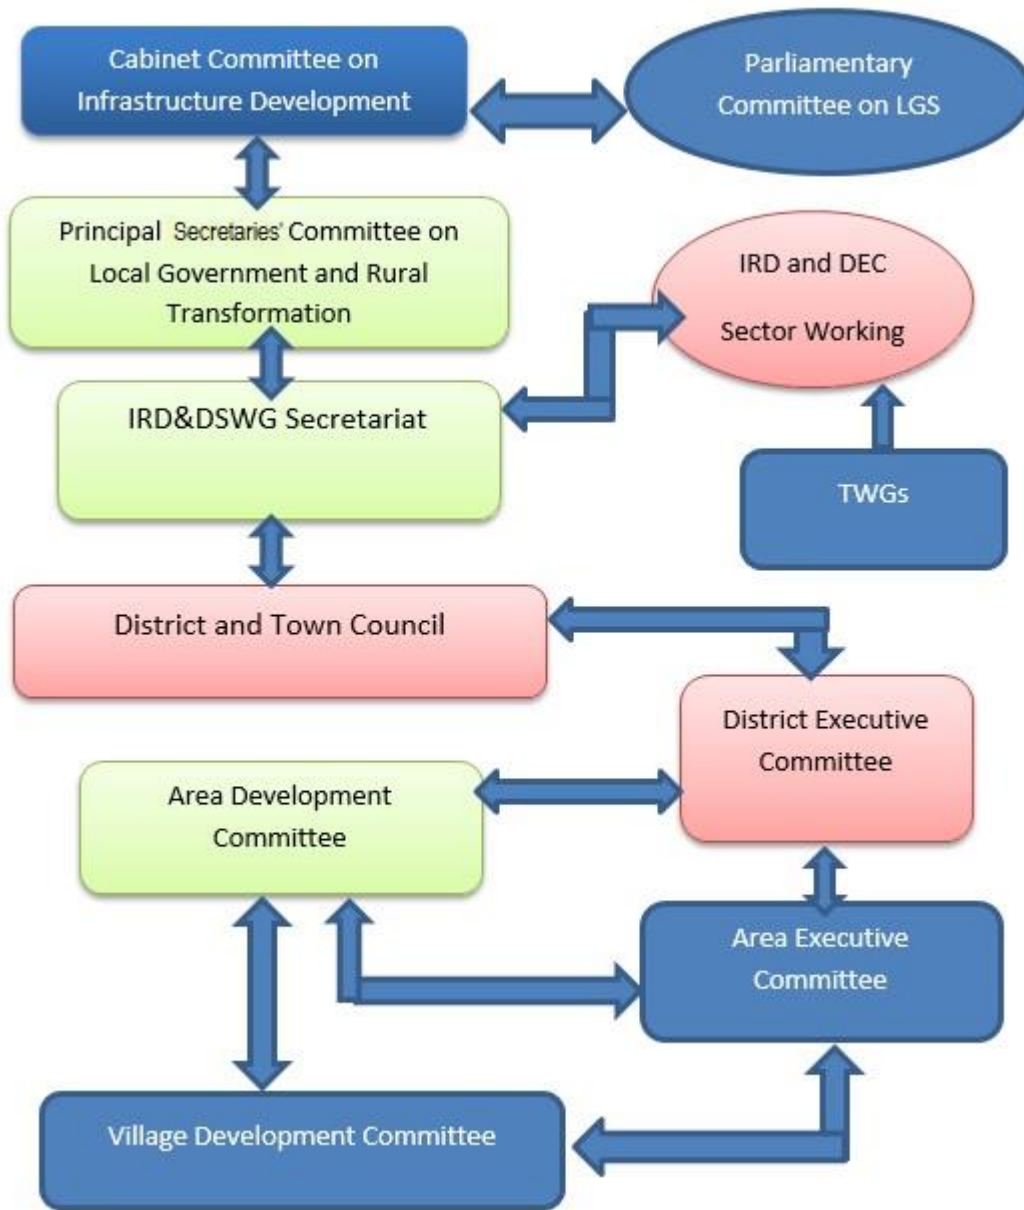 Cabinet Committee on
Infrastructure Development
Parliamentary
Committee on LGS
Principal Secretaries' Committee on
Local Government and Rural
Transformation
IRD and DEC
Sector Working
IRD&DSWG Secretariat
TWGs
District and Town Council
District Executive
Committee
Area Development
Committee
Area Executive
Committee
Village Development Committee